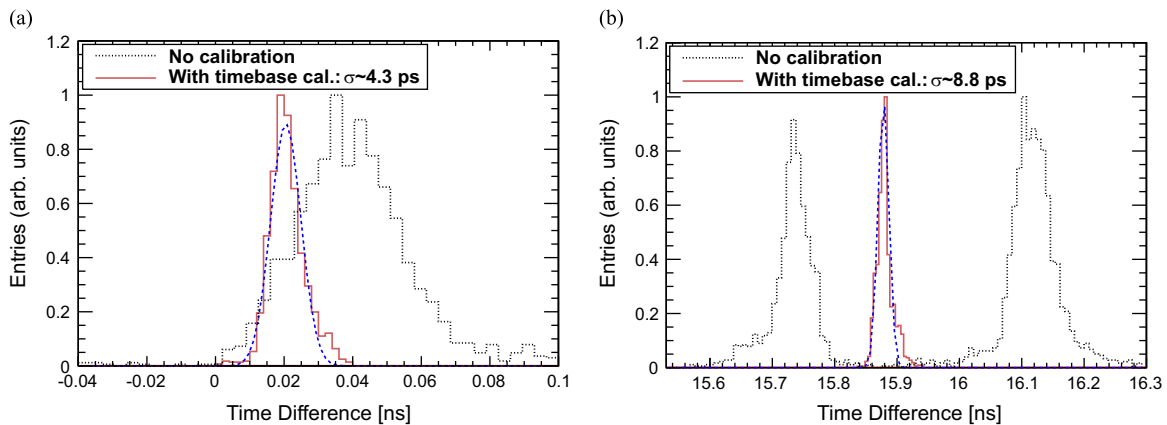 (a)
1.2
1
0.8
0.6
0.4
0.2
0
Entries (arb. units)
No calibration
With timebase cal.: σ~4.3 ps
-0.04 -0.02 0 0.02 0.04 0.06 0.08 0.1
Time Difference [ns]
(b)
1.2
1
0.8
0.6
0.4
0.2
0
Entries (arb. units)
No calibration
With timebase cal.: σ~8.8 ps
15.6 15.7 15.8 15.9 16 16.1 16.2 16.3
Time Difference [ns]